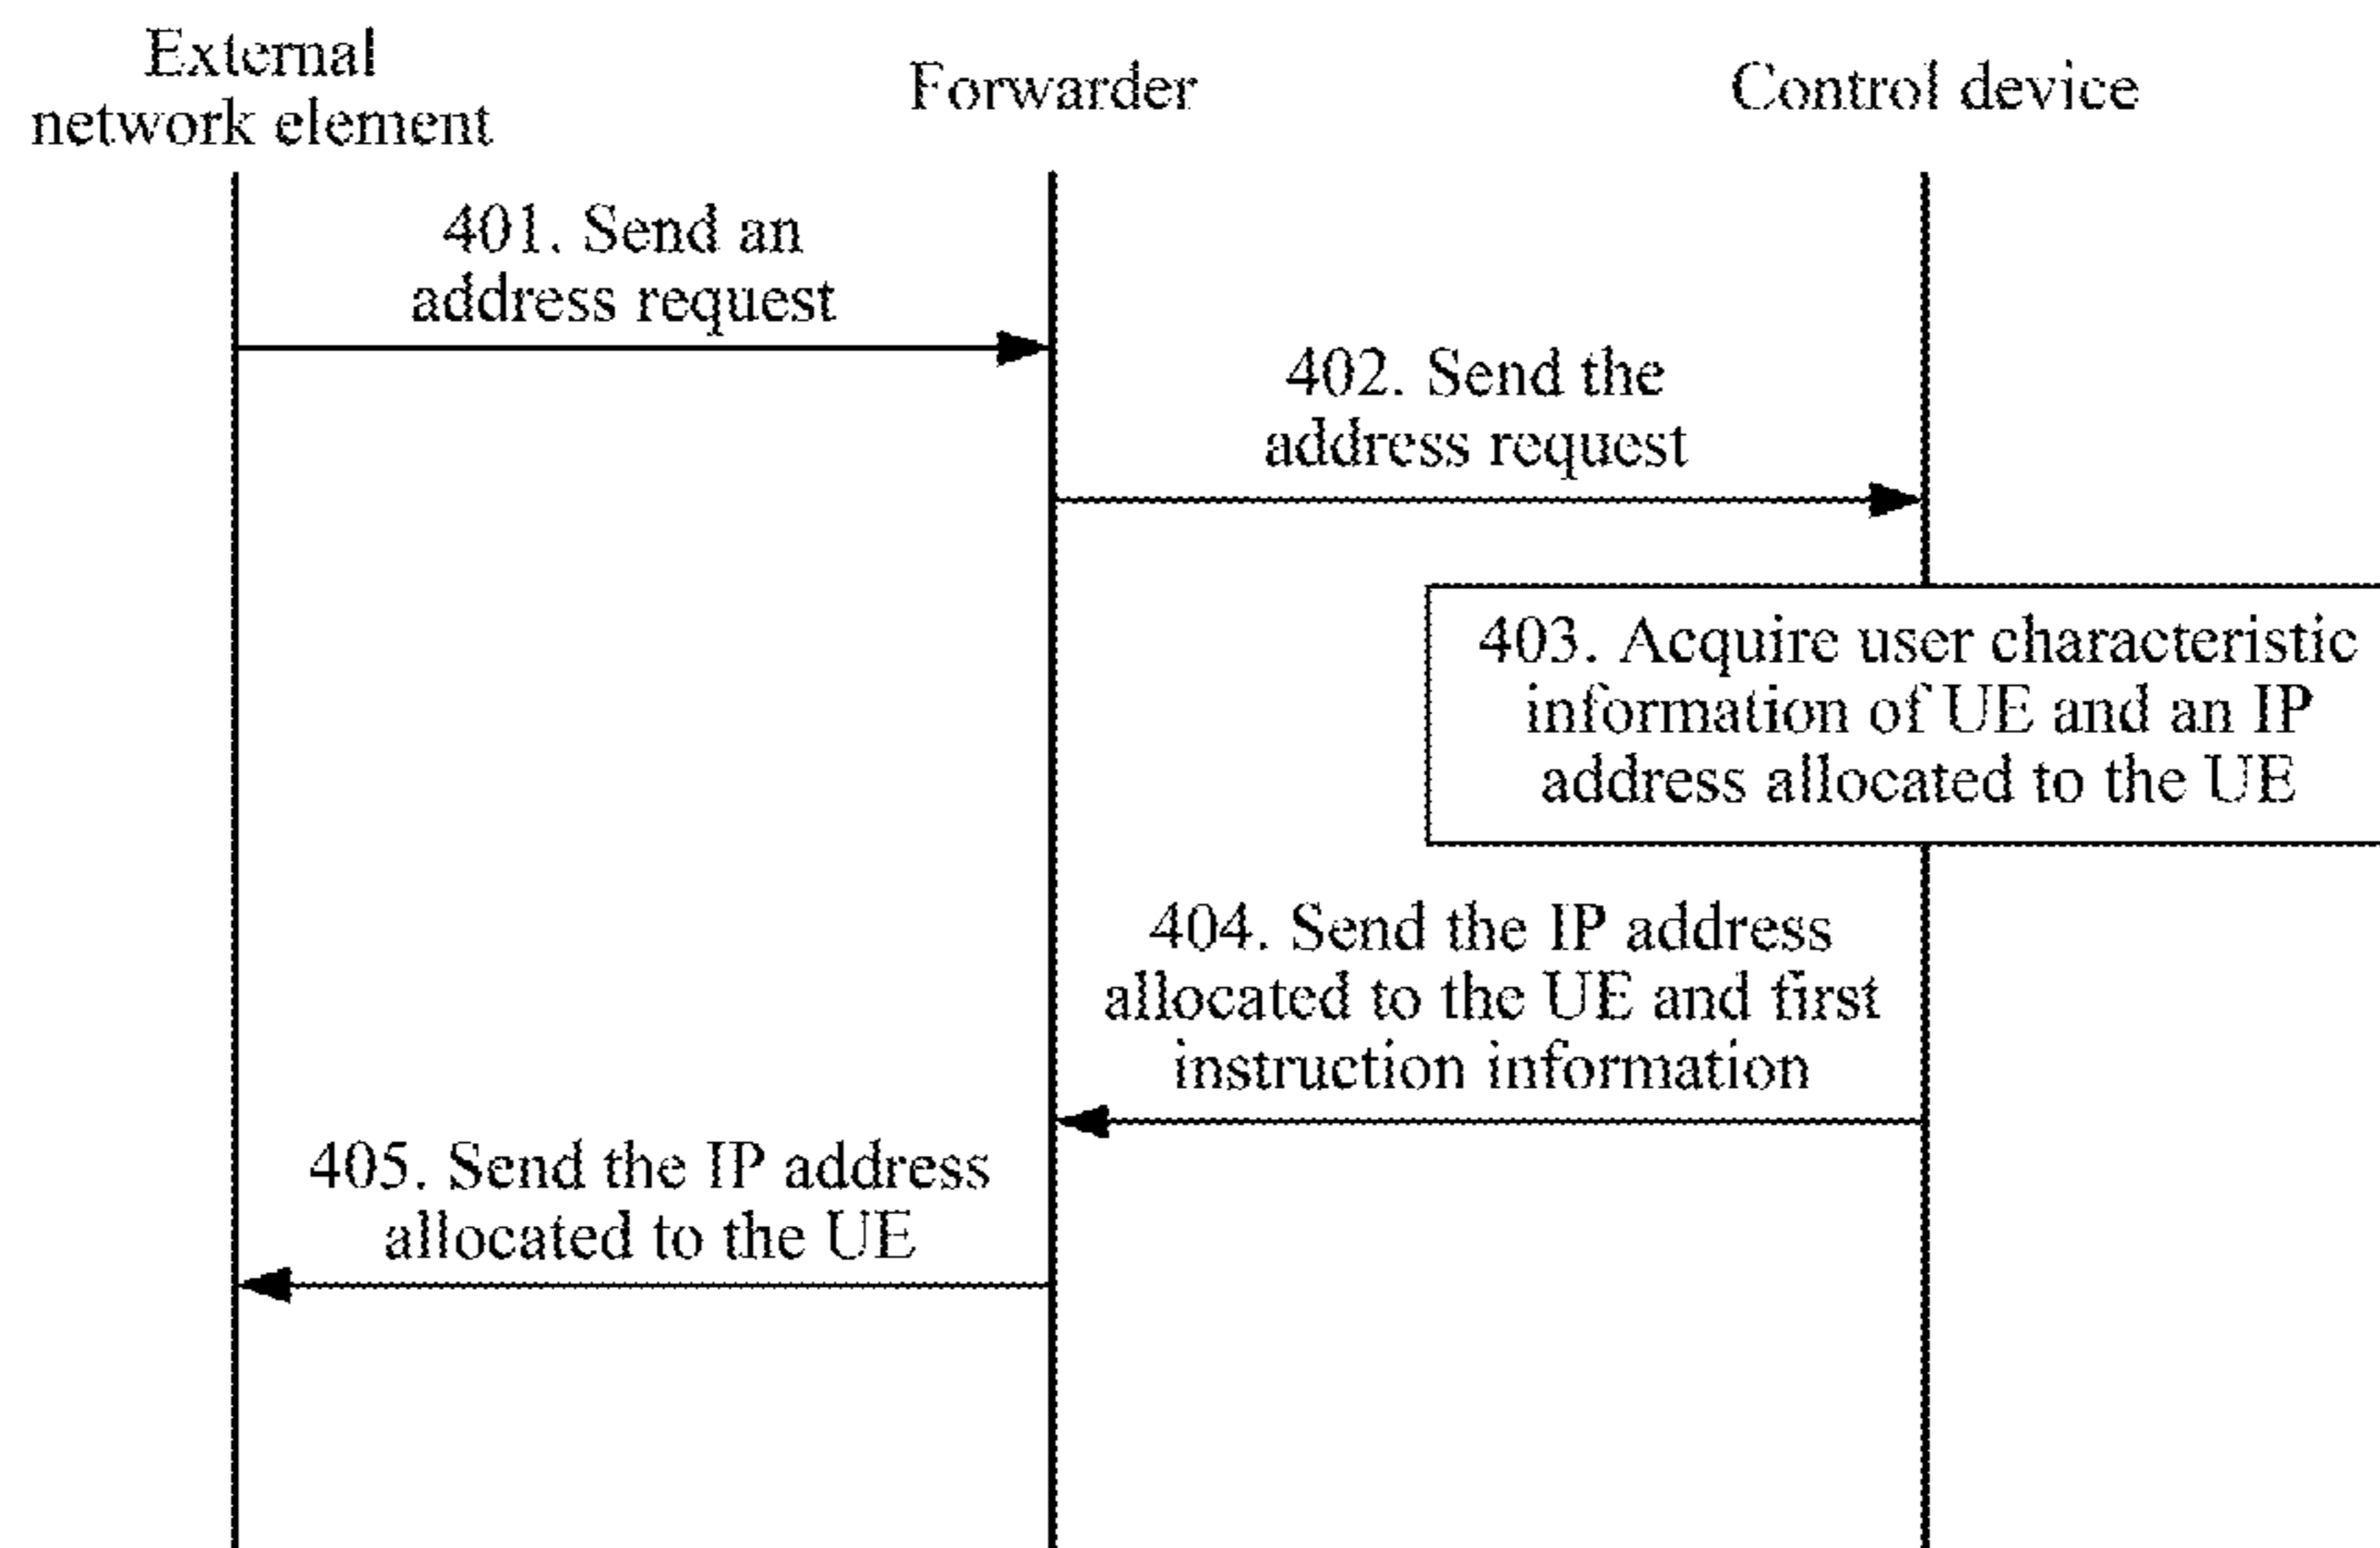 External
network element
Forwarder
Control device
401. Send an
address request
402. Send the
address request
403. Acquire user characteristic
information of UE and an IP
address allocated to the UE
404. Send the IP address
allocated to the UE and first
instruction information
405. Send the IP address
allocated to the UE